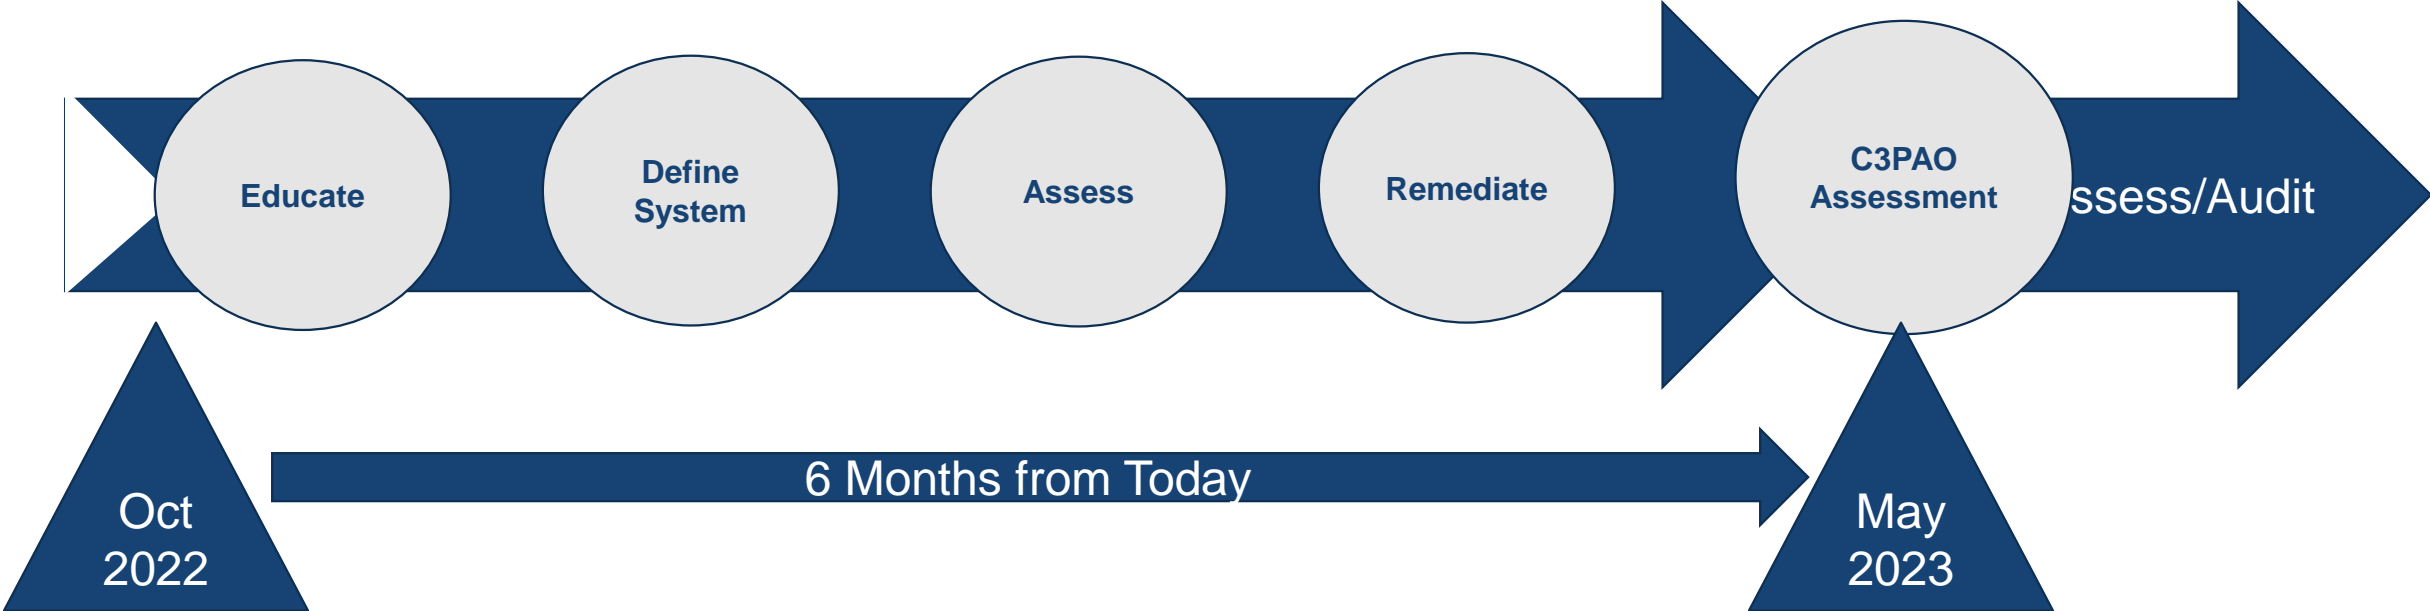 Educate
Define
System
Assess
Remediate
C3PAO
Assessment
ssess/Audit
6 Months from Today
Oct
2022
May
2023